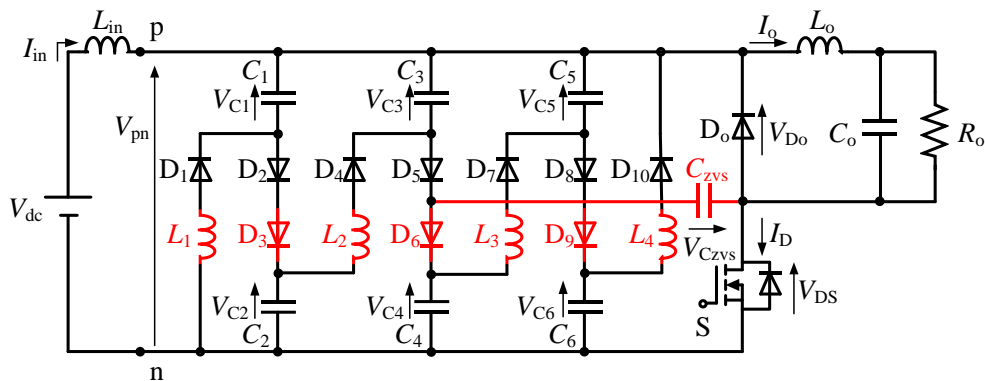 I_in L_in p I_o L_o
C_1 C_3 C_5
V_C1 V_C3 V_C5
V_pn
D_1 D_2 D_4 D_5 D_7 D_8 D_10 D_o V_Do C_o R_o
C_zvs
V_dc
L_1 D_3 L_2 D_6 L_3 D_9 L_4 V_Czvs I_D
V_C2 V_C4 V_C6 V_DS
S
C_2 C_4 C_6
n